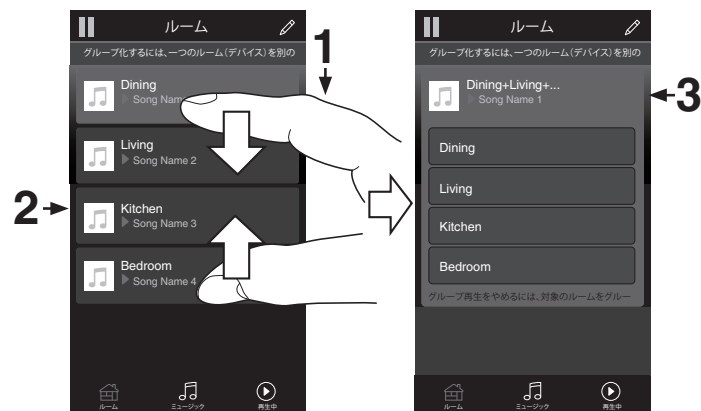 ルーム
グループ化するには、一つのルーム（デバイス）を別の
Dining
Song Nam
Living
Song Name 2
Kitchen
Song Name 3
Bedroom
Song Name 4
ルーム
ミュージック
再生中
1
2
ルーム
グループ化するには、一つのルーム（デバイス）を別の
Dining+Living+...
Song Name 1
Dining
Living
Kitchen
Bedroom
グループ再生をやめるには、対象のルームをグルー
ルーム
ミュージック
再生中
3